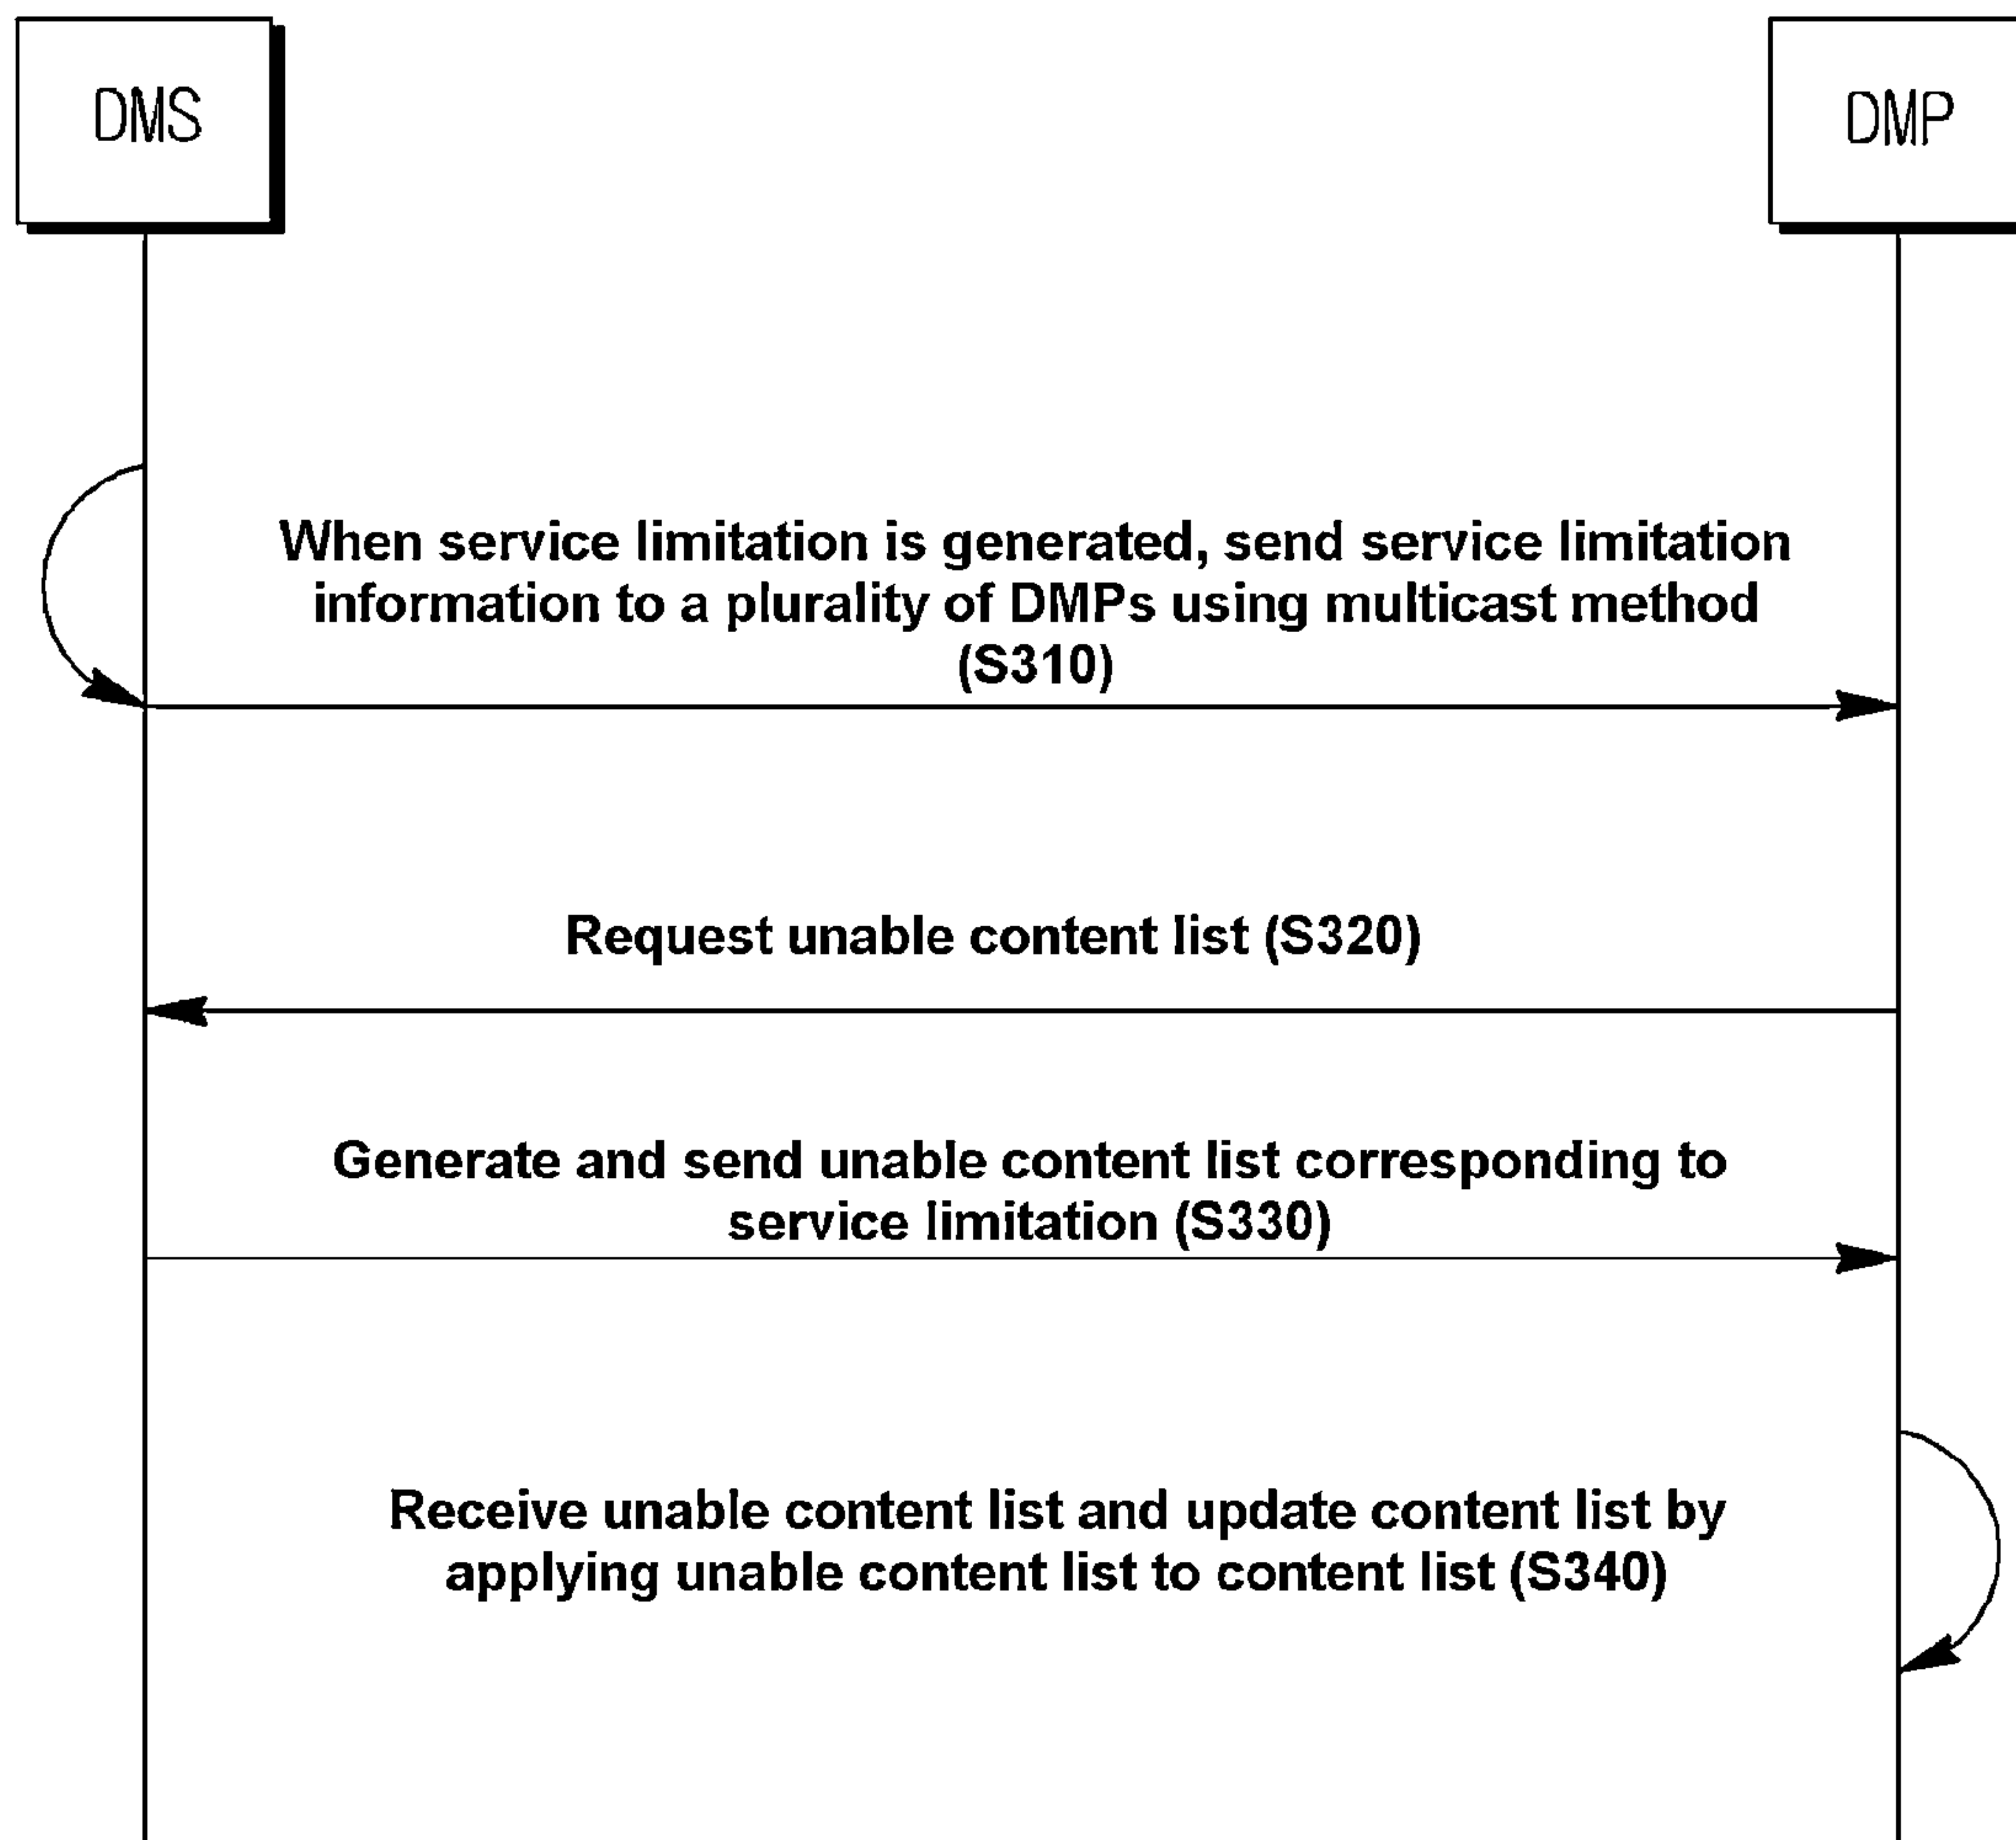 DMS
DMP
When service limitation is generated, send service limitation
information to a plurality of DMPs using multicast method
(S310)
Request unable content list (S320)
Generate and send unable content list corresponding to
service limitation (S330)
Receive unable content list and update content list by
applying unable content list to content list (S340)